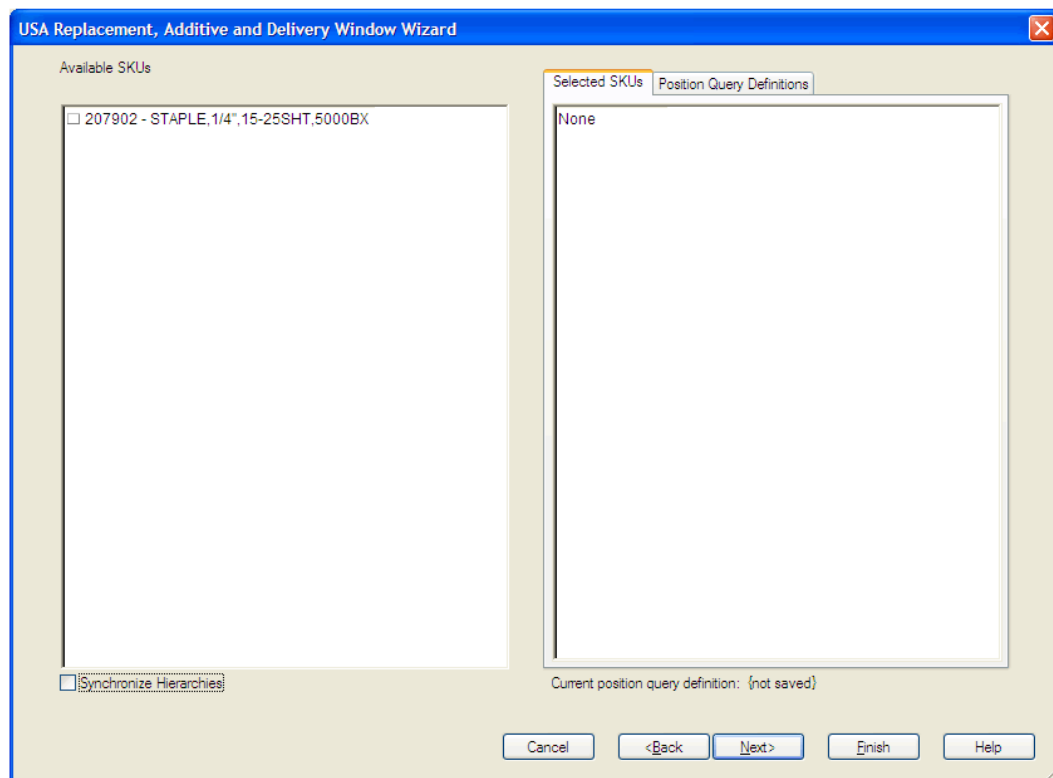 USA Replacement, Additive and Delivery Window Wizard
Available SKUs
Selected SKUs
Position Query Definitions
207902 - STAPLE,1/4",15-25SHT,5000BX
None
Synchronize Hierarchies
Current position query definition: {not saved}
Cancel
<Back
Next>
Finish
Help